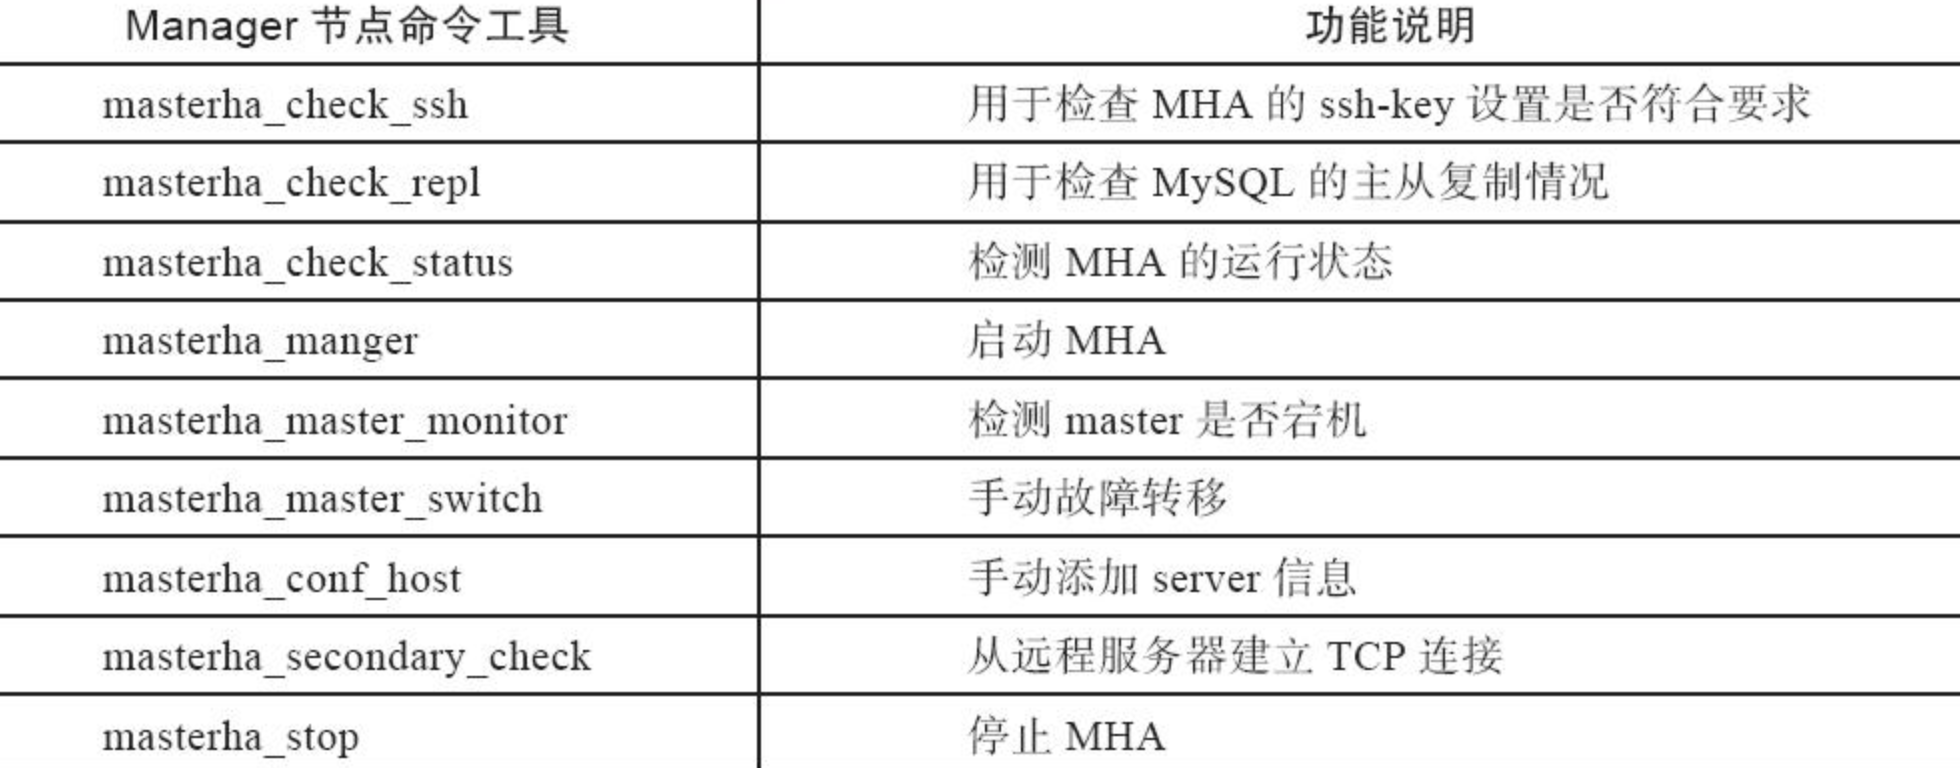 Manager 节点命令工具 功能说明
masterha_check_ssh 用于检查 MHA 的 ssh-key 设置是否符合要求
masterha_check_repl 用于检查 MySQL 的主从复制情况
masterha_check_status 检测 MHA 的运行状态
masterha_manger 启动 MHA
masterha_master_monitor 检测 master 是否宕机
masterha_master_switch 手动故障转移
masterha_conf_host 手动添加 server 信息
masterha_secondary_check 从远程服务器建立 TCP 连接
masterha_stop 停止 MHA